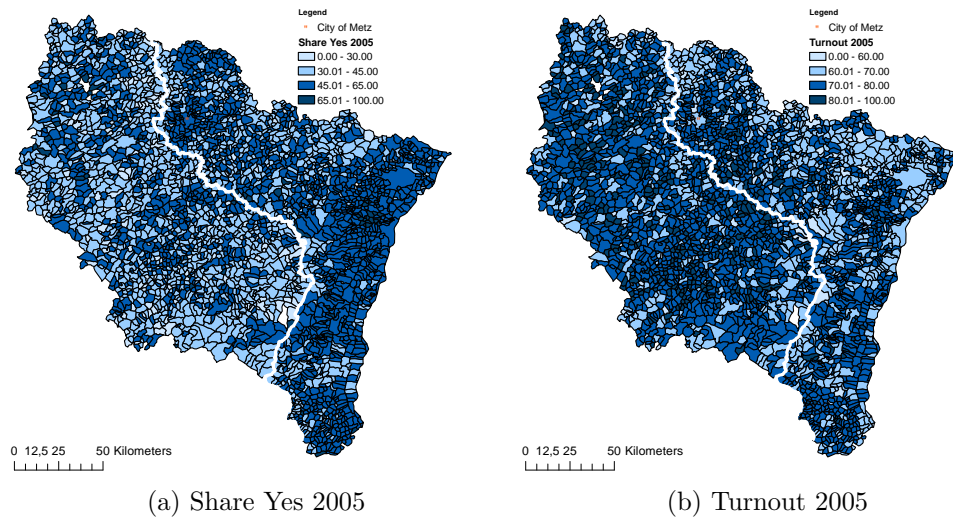 Legend
City of Metz
Share Yes 2005
0.00 - 30.00
30.01 - 45.00
45.01 - 65.00
65.01 - 100.00
0 12,5 25 50 Kilometers
(a) Share Yes 2005
Legend
City of Metz
Turnout 2005
0.00 - 60.00
60.01 - 70.00
70.01 - 80.00
80.01 - 100.00
0 12,5 25 50 Kilometers
(b) Turnout 2005